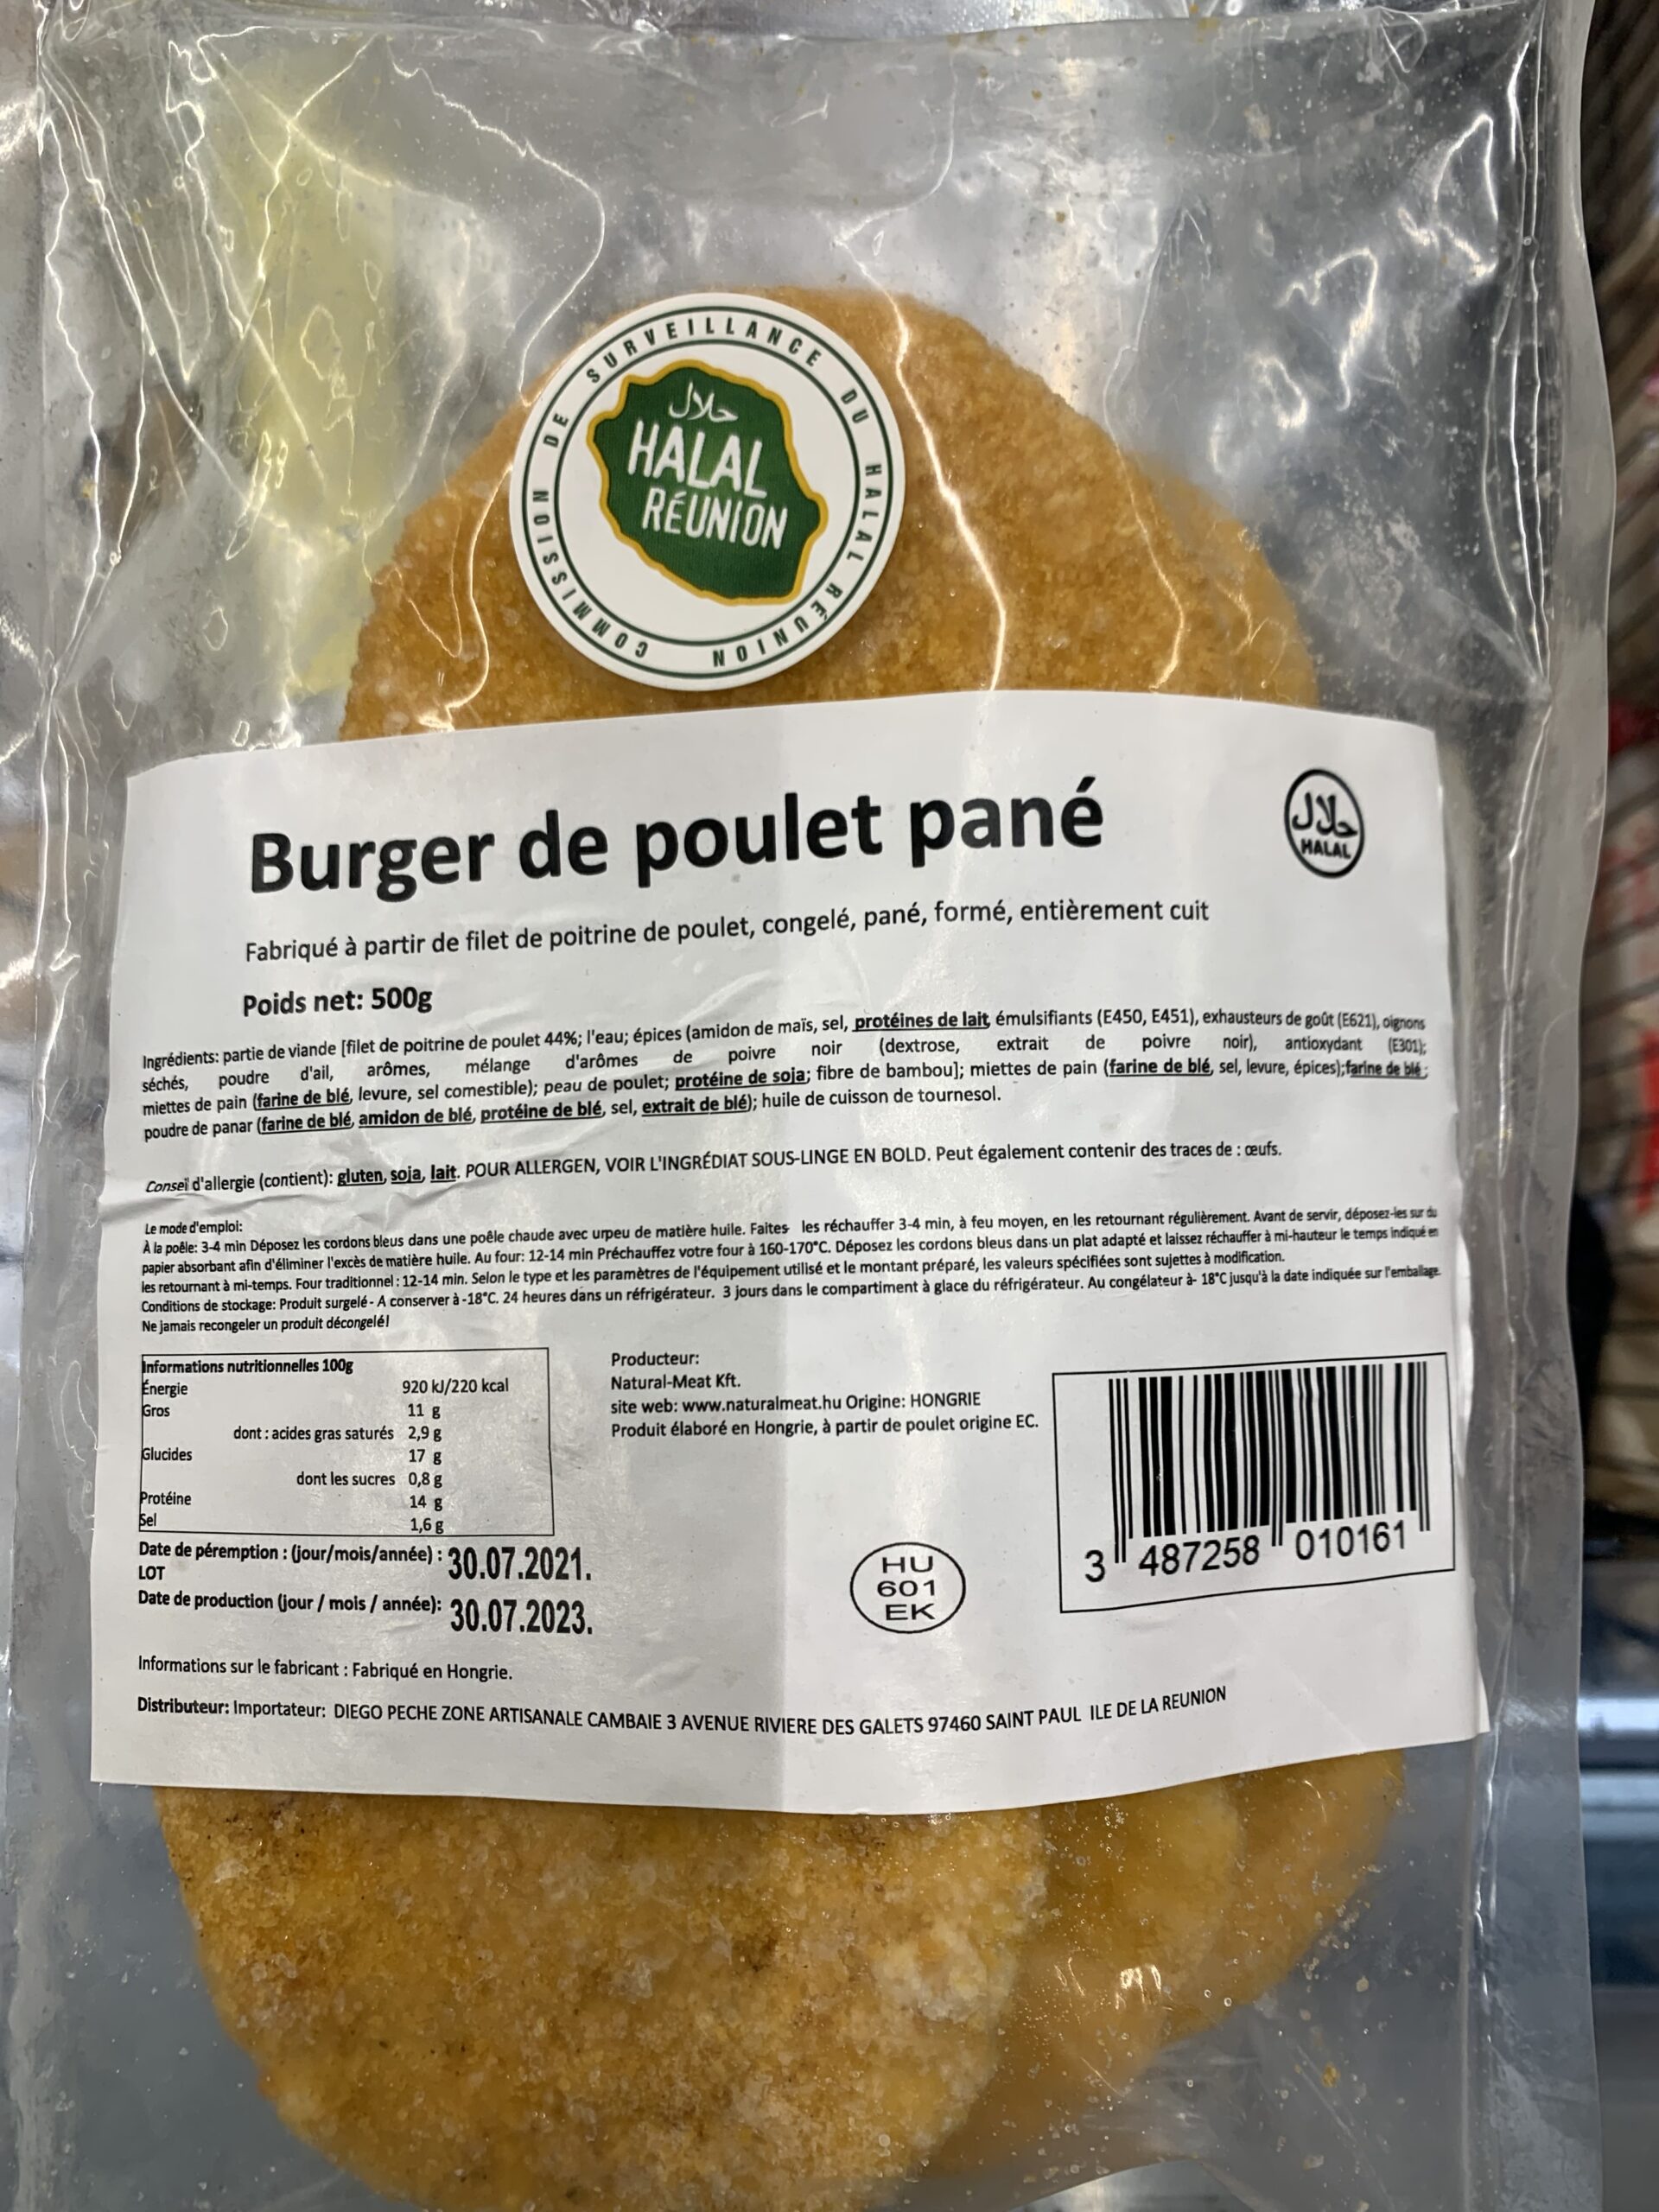 COMMISSION DE SURVEILLANCE DU HALAL RÉUNION
حلال
HALAL
RÉUNION
Burger de poulet pané
حلال
HALAL
Fabriqué à partir de filet de poitrine de poulet, congelé, pané, formé, entièrement cuit
Poids net: 500g
Ingrédients: partie de viande [filet de poitrine de poulet 44%; l'eau; épices (amidon de maïs, sel, protéines de lait, émulsifiants (E450, E451), exhausteurs de goût (E621), oignons
séchés, poudre d'ail, arômes, mélange d'arômes de poivre noir (dextrose, extrait de poivre noir), antioxydant (E301);
miettes de pain (farine de blé, levure, sel comestible); peau de poulet; protéine de soja; fibre de bambou]; miettes de pain (farine de blé, sel, levure, épices);farine de blé ;
poudre de panar (farine de blé, amidon de blé, protéine de blé, sel, extrait de blé); huile de cuisson de tournesol.
Conseil d'allergie (contient): gluten, soja, lait. POUR ALLERGEN, VOIR L'INGRÉDIAT SOUS-LINGE EN BOLD. Peut également contenir des traces de : œufs.
Le mode d'emploi:
À la poêle: 3-4 min Déposez les cordons bleus dans une poêle chaude avec urpeu de matière huile. Faites les réchauffer 3-4 min, à feu moyen, en les retournant régulièrement. Avant de servir, déposez-les sur du
papier absorbant afin d'éliminer l'excès de matière huile. Au four: 12-14 min Préchauffez votre four à 160-170°C. Déposez les cordons bleus dans un plat adapté et laissez réchauffer à mi-hauteur le temps indiqué en
les retournant à mi-temps. Four traditionnel : 12-14 min. Selon le type et les paramètres de l'équipement utilisé et le montant préparé, les valeurs spécifiées sont sujettes à modification.
Conditions de stockage: Produit surgelé - A conserver à -18°C. 24 heures dans un réfrigérateur. 3 jours dans le compartiment à glace du réfrigérateur. Au congélateur à- 18°C jusqu'à la date indiquée sur l'emballage.
Ne jamais recongeler un produit décongelé!
Informations nutritionnelles 100g
Énergie 920 kJ/220 kcal
Gros 11 g
dont : acides gras saturés 2,9 g
Glucides 17 g
dont les sucres 0,8 g
Protéine 14 g
Sel 1,6 g
Producteur:
Natural-Meat Kft.
site web: www.naturalmeat.hu Origine: HONGRIE
Produit élaboré en Hongrie, à partir de poulet origine EC.
3 487258 010161
Date de péremption : (jour/mois/année) : 30.07.2021.
LOT
Date de production (jour / mois / année): 30.07.2023.
HU
601
EK
Informations sur le fabricant : Fabriqué en Hongrie.
Distributeur: Importateur: DIEGO PECHE ZONE ARTISANALE CAMBAIE 3 AVENUE RIVIERE DES GALETS 97460 SAINT PAUL ILE DE LA REUNION